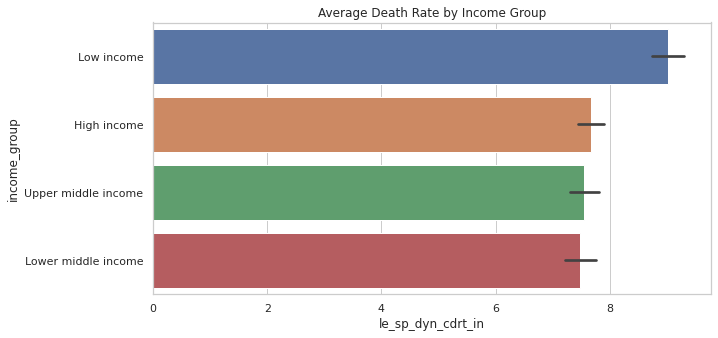 Average Death Rate by Income Group
income_group
Low income
High income
Upper middle income
Lower middle income
0 2 4 6 8
le_sp_dyn_cdrt_in